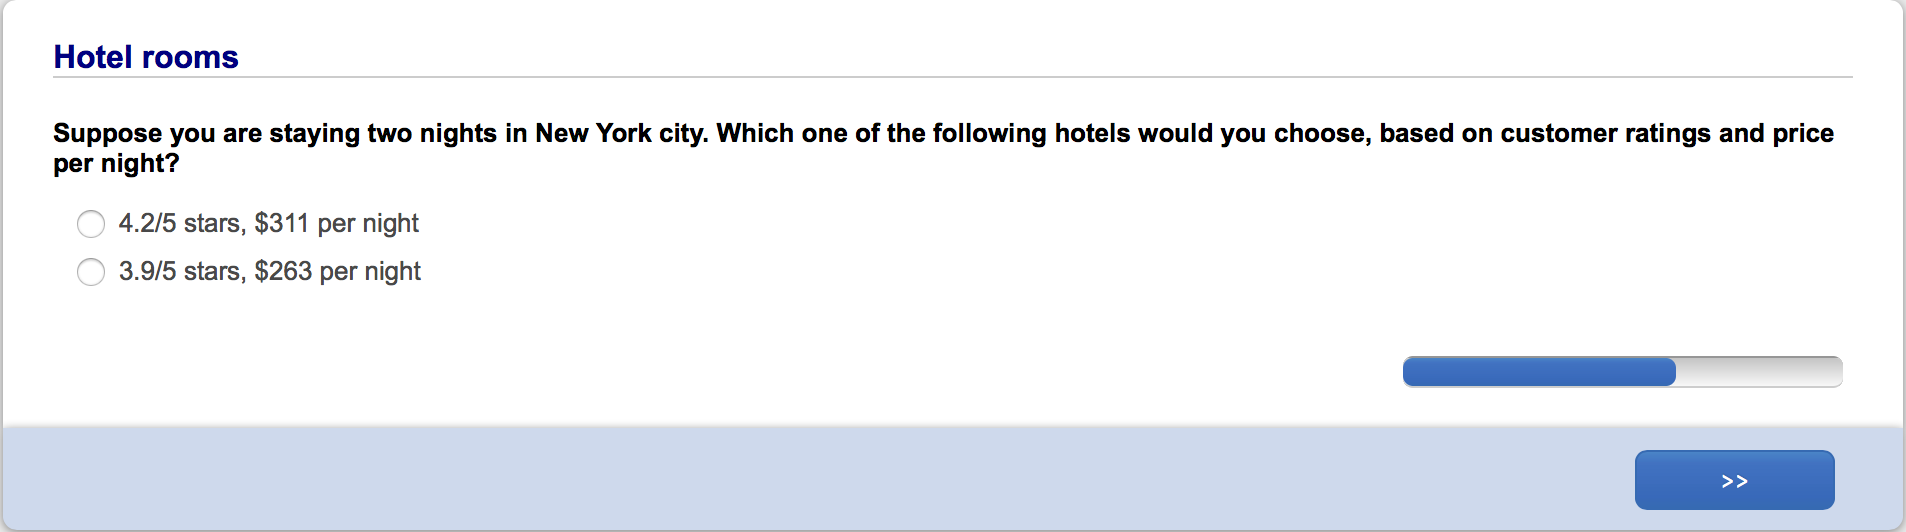 Hotel rooms
Suppose you are staying two nights in New York city. Which one of the following hotels would you choose, based on customer ratings and price
per night?
4.2/5 stars, $311 per night
3.9/5 stars, $263 per night
>>